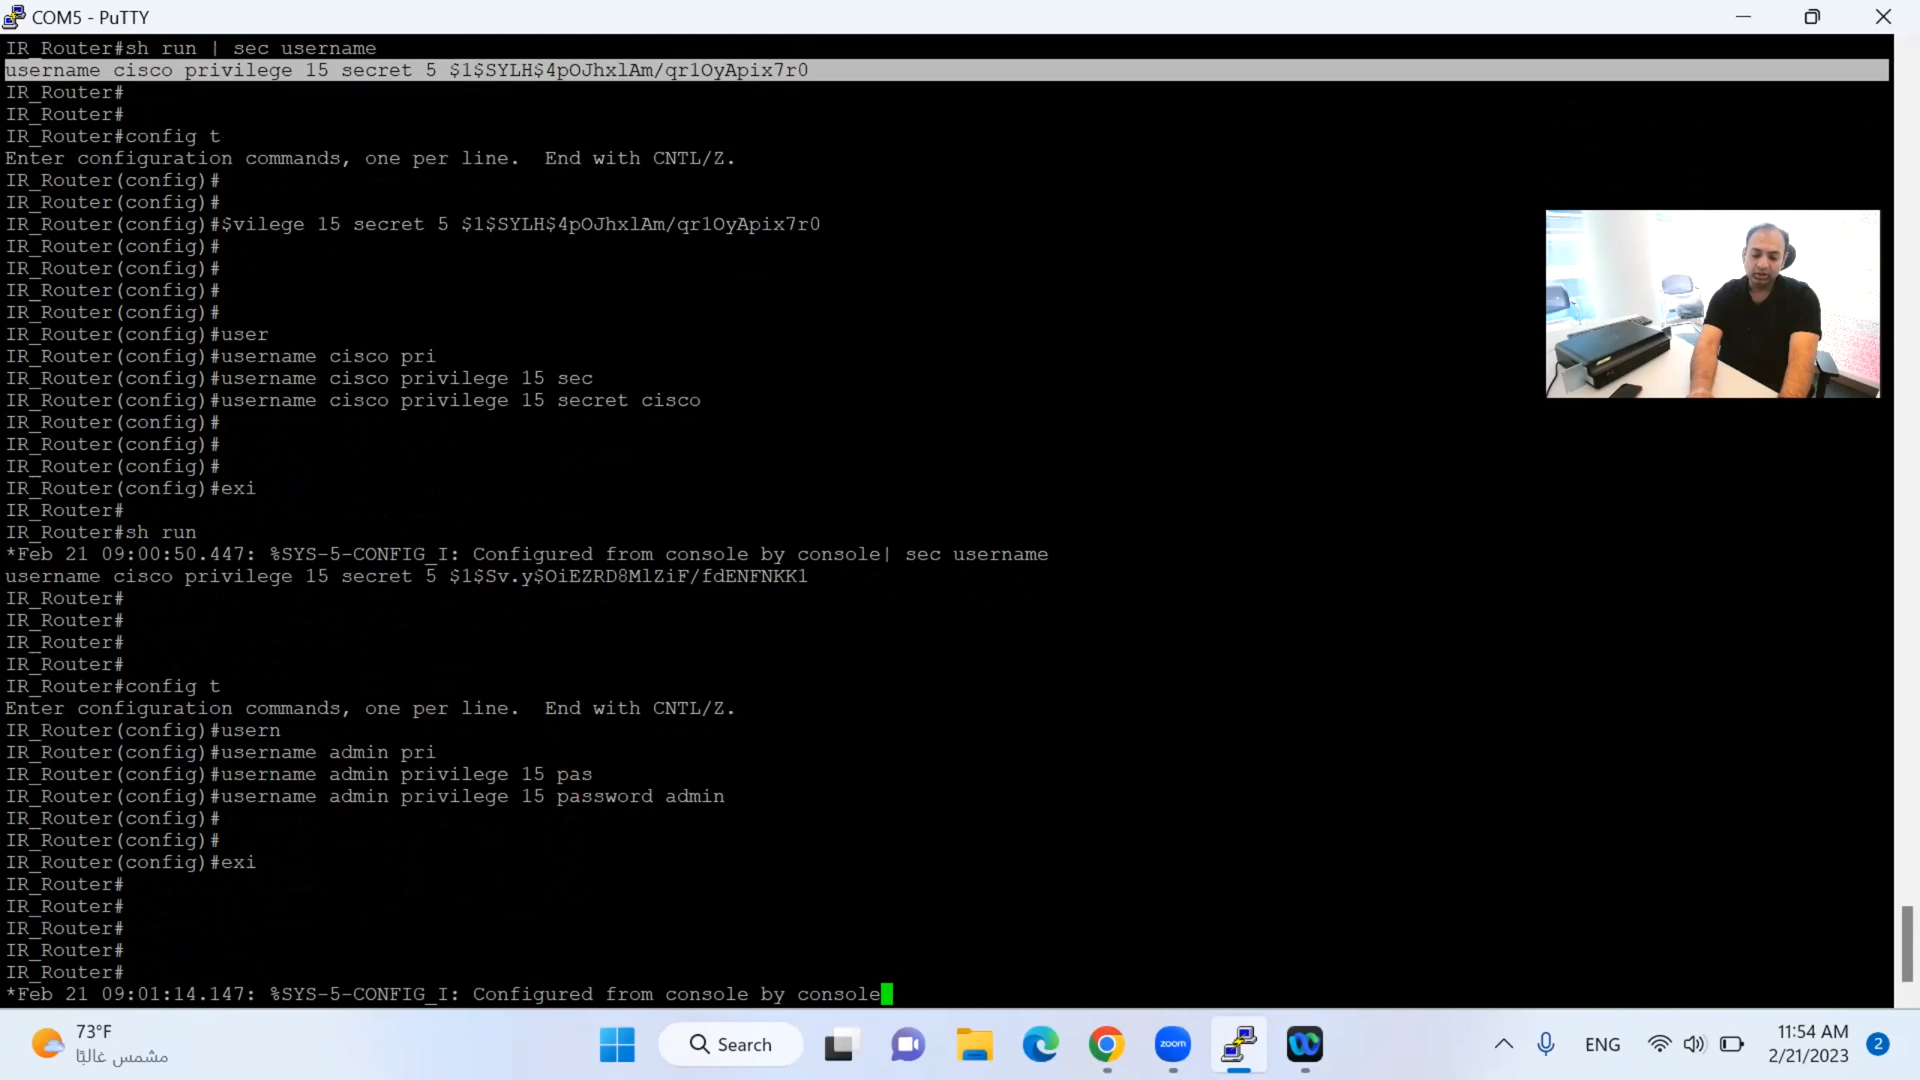 COM5 - PuTTY
IR_Router#sh run | sec username
username cisco privilege 15 secret 5 $1$SYLH$4pOJhxlAm/qr1OyApix7r0
IR_Router#
IR_Router#
IR_Router#config t
Enter configuration commands, one per line.  End with CNTL/Z.
IR_Router(config)#
IR_Router(config)#
IR_Router(config)#$vilege 15 secret 5 $1$SYLH$4pOJhxlAm/qr1OyApix7r0
IR_Router(config)#
IR_Router(config)#
IR_Router(config)#
IR_Router(config)#
IR_Router(config)#user
IR_Router(config)#username cisco pri
IR_Router(config)#username cisco privilege 15 sec
IR_Router(config)#username cisco privilege 15 secret cisco
IR_Router(config)#
IR_Router(config)#
IR_Router(config)#
IR_Router(config)#exi
IR_Router#
IR_Router#sh run
*Feb 21 09:00:50.447: %SYS-5-CONFIG_I: Configured from console by console| sec username
username cisco privilege 15 secret 5 $1$Sv.y$OiEZRD8MlZiF/fdENFNKK1
IR_Router#
IR_Router#
IR_Router#
IR_Router#
IR_Router#config t
Enter configuration commands, one per line.  End with CNTL/Z.
IR_Router(config)#usern
IR_Router(config)#username admin pri
IR_Router(config)#username admin privilege 15 pas
IR_Router(config)#username admin privilege 15 password admin
IR_Router(config)#
IR_Router(config)#
IR_Router(config)#exi
IR_Router#
IR_Router#
IR_Router#
IR_Router#
IR_Router#
*Feb 21 09:01:14.147: %SYS-5-CONFIG_I: Configured from console by console
73°F
مشمس غالبًا
Search
zoom
ENG
11:54 AM
2/21/2023
2